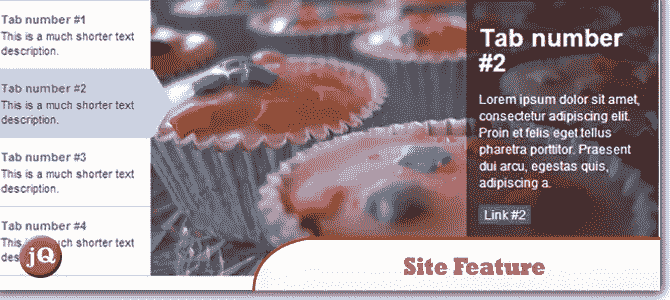 Tab number #1
This is a much shorter text
description.
Tab number #2
This is a much shorter text
description.
Tab number #3
This is a much shorter text
description.
Tab number #4
This is a much shorter text
des
jQ
Tab number
#2
Lorem ipsum dolor sit amet,
consectetur adipiscing elit.
Proin et felis eget tellus
pharetra porttitor. Praesent
dui arcu, egestas quis,
adipiscing a.
Link #2
Site Feature